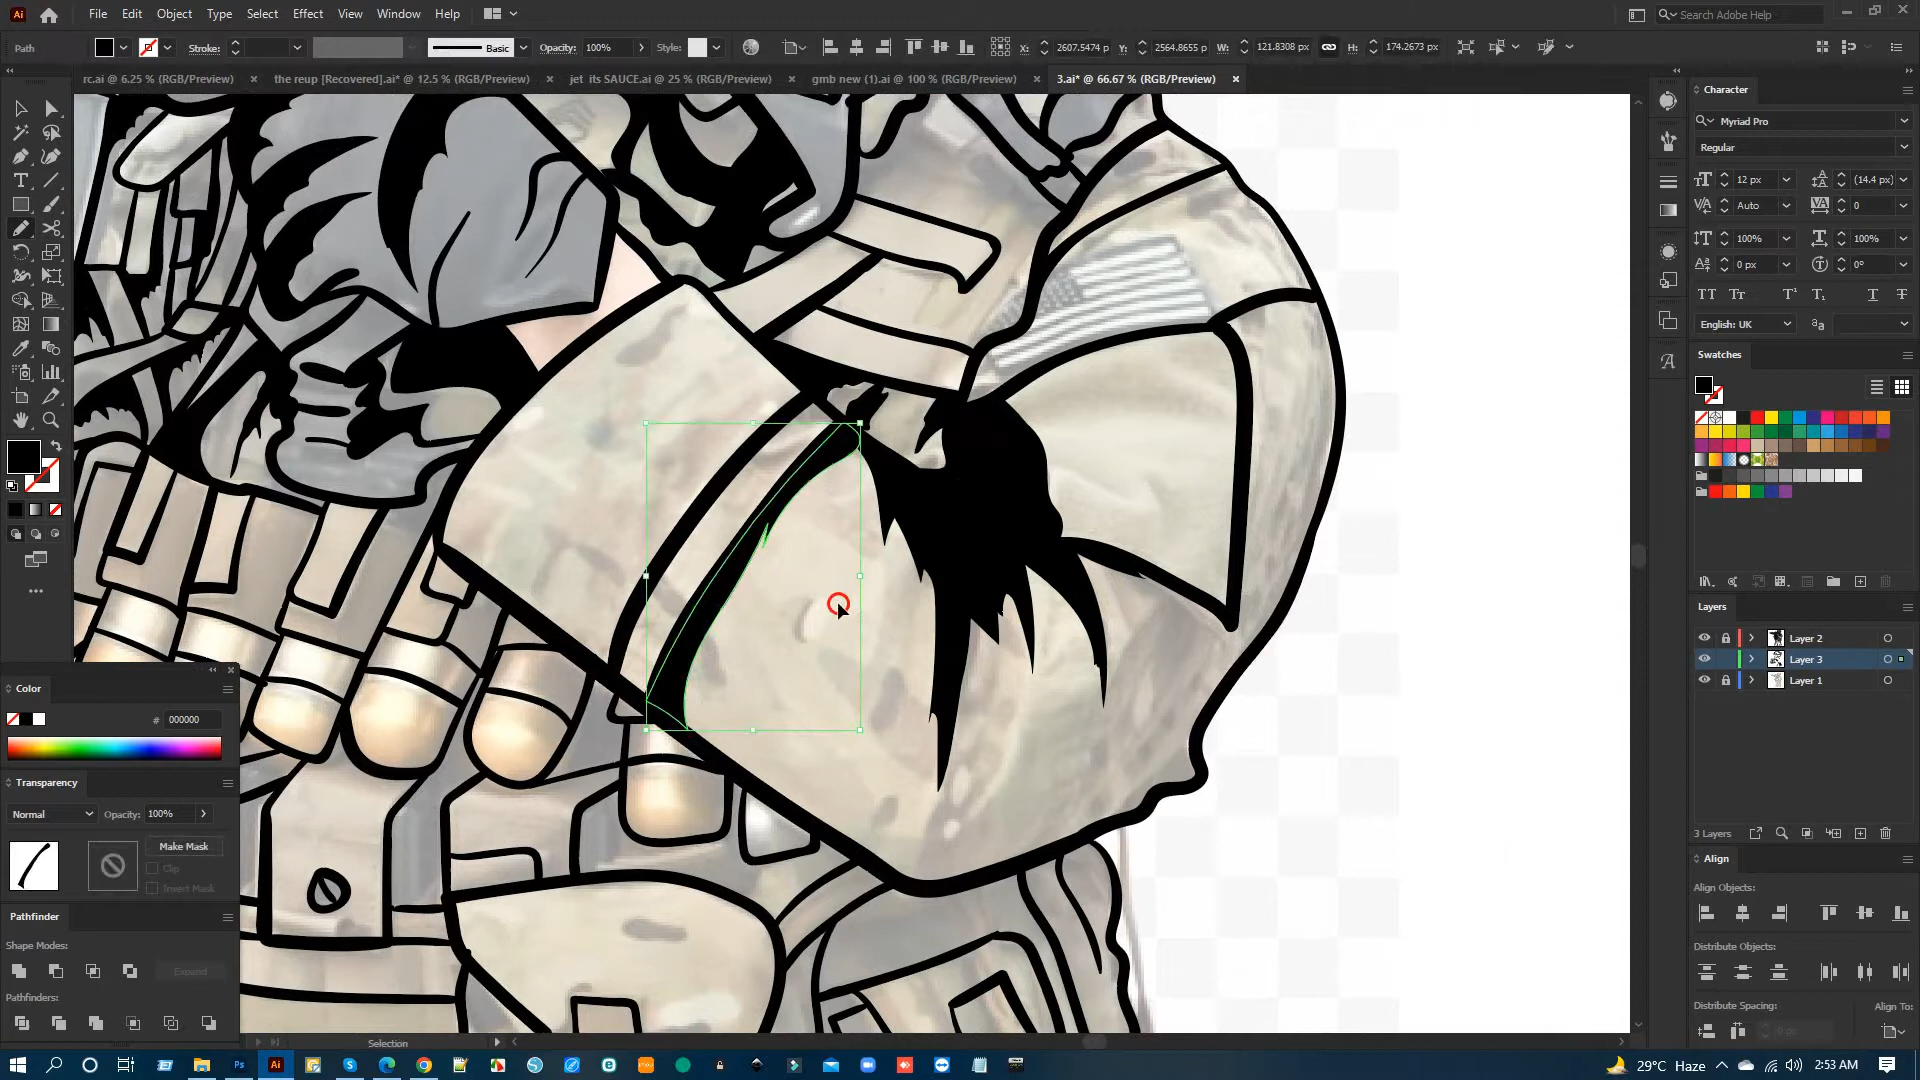 Ai File Edit Object Type Select Effect View Window Help Search Adobe Help
Path Stroke: Basic Opacity: 100% Style: X: 2607.5474 p Y: 2564.8655 p W: 121.8308 px H: 174.2673 px
rc.ai @ 6.25 % (RGB/Preview) the reup [Recovered].ai* @ 12.5 % (RGB/Preview) jet its SAUCE.ai @ 25 % (RGB/Preview) gmb new (1).ai @ 100 % (RGB/Preview) 3.ai* @ 66.67 % (RGB/Preview)
Character
Myriad Pro
Regular
12 px (14.4 px)
Auto 0
100% 100%
0 px 0°
English: UK
Swatches
Layers
Layer 2
Layer 3
Layer 1
3 Layers
Align
Align Objects:
Distribute Objects:
Distribute Spacing: Align To:
0 px
Color
# 000000
Transparency
Normal Opacity: 100%
Make Mask
Clip
Invert Mask
Pathfinder
Shape Modes:
Expand
Pathfinders:
Selection
29°C Haze 2:53 AM